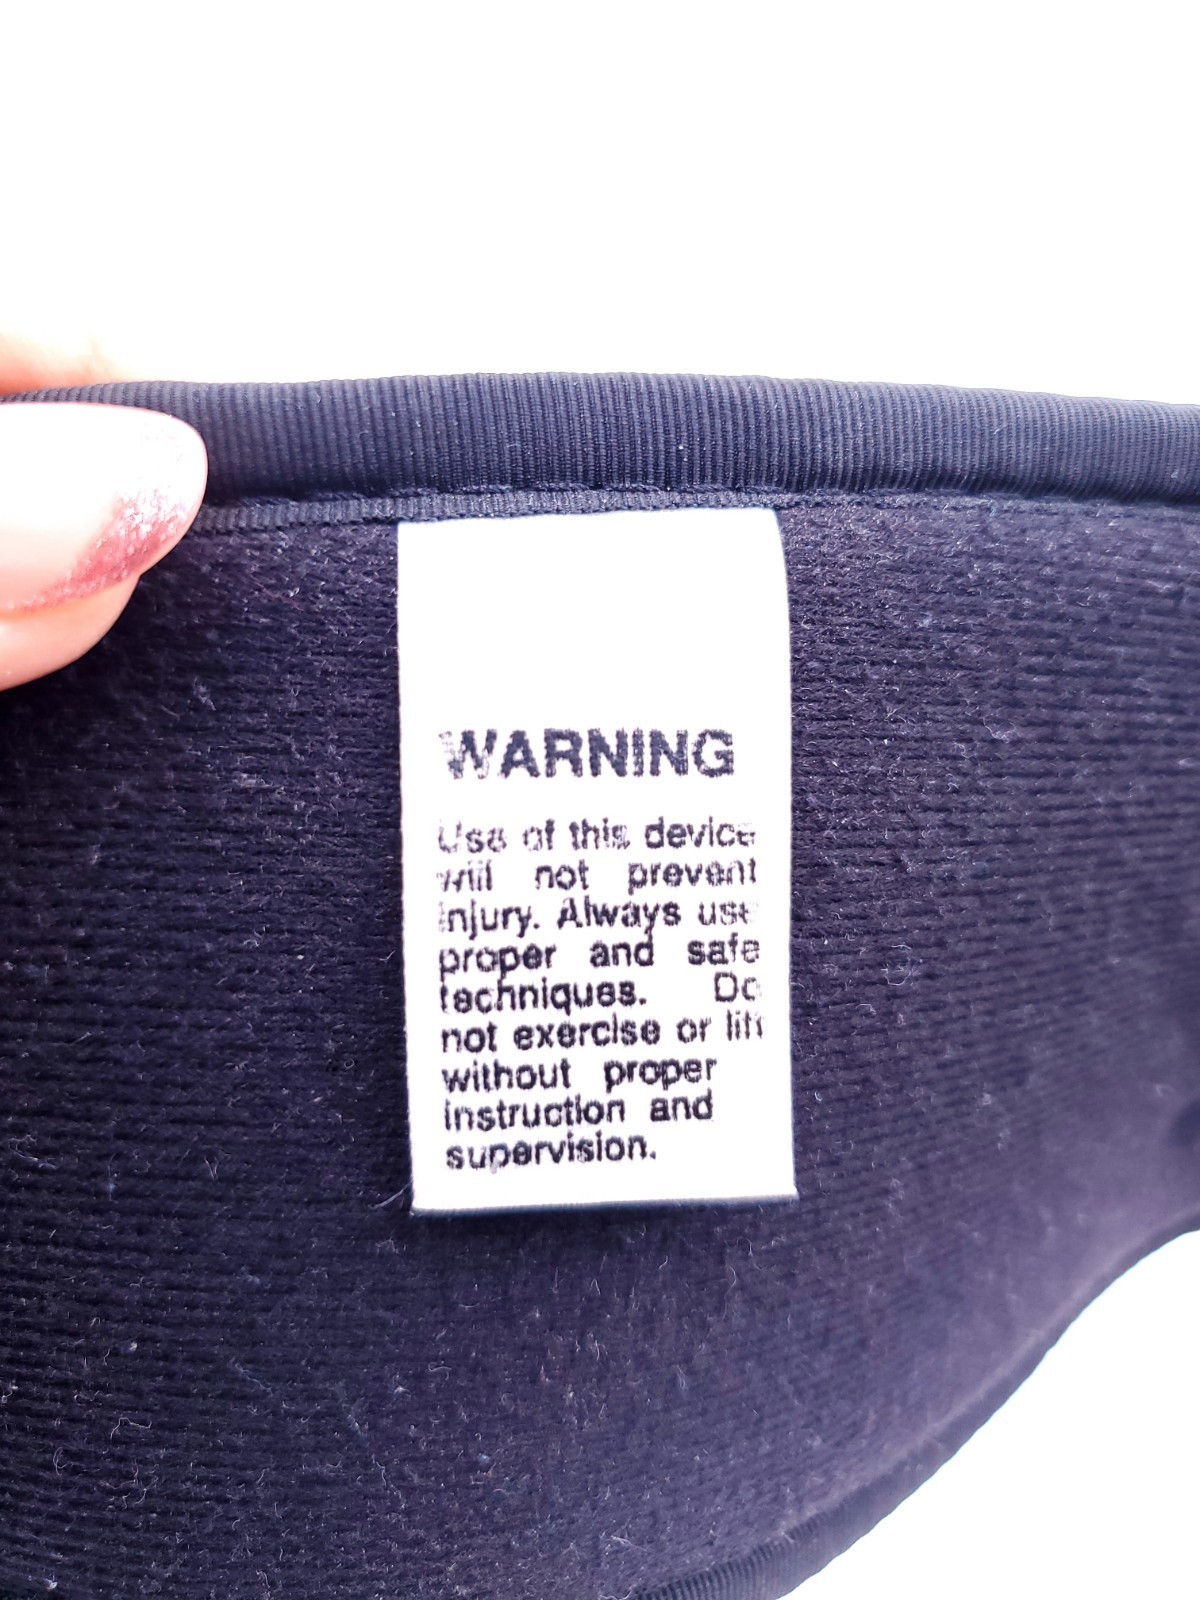 WARNING
Use of this device
will not prevent
injury. Always use
proper and safe
techniques. Do
not exercise or lift
without proper
instruction and
supervision.